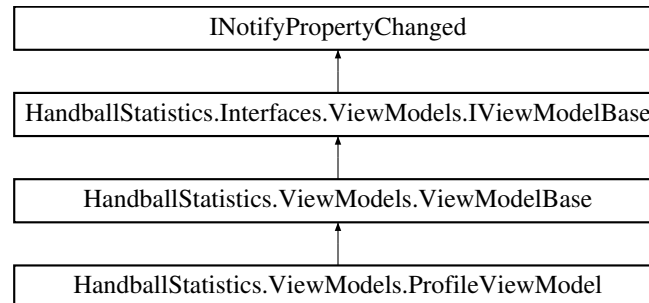 INotifyPropertyChanged
HandballStatistics.Interfaces.ViewModels.IViewModelBase
HandballStatistics.ViewModels.ViewModelBase
HandballStatistics.ViewModels.ProfileViewModel